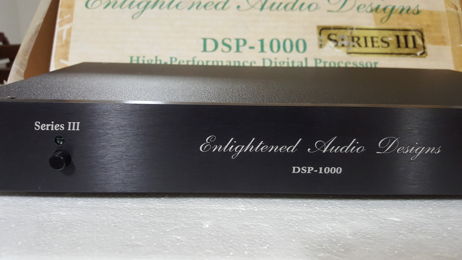 Enlightened Audio Designs
DSP-1000 SERIES III
High-Performance Digital Processor
Series III
Enlightened Audio Designs
DSP-1000